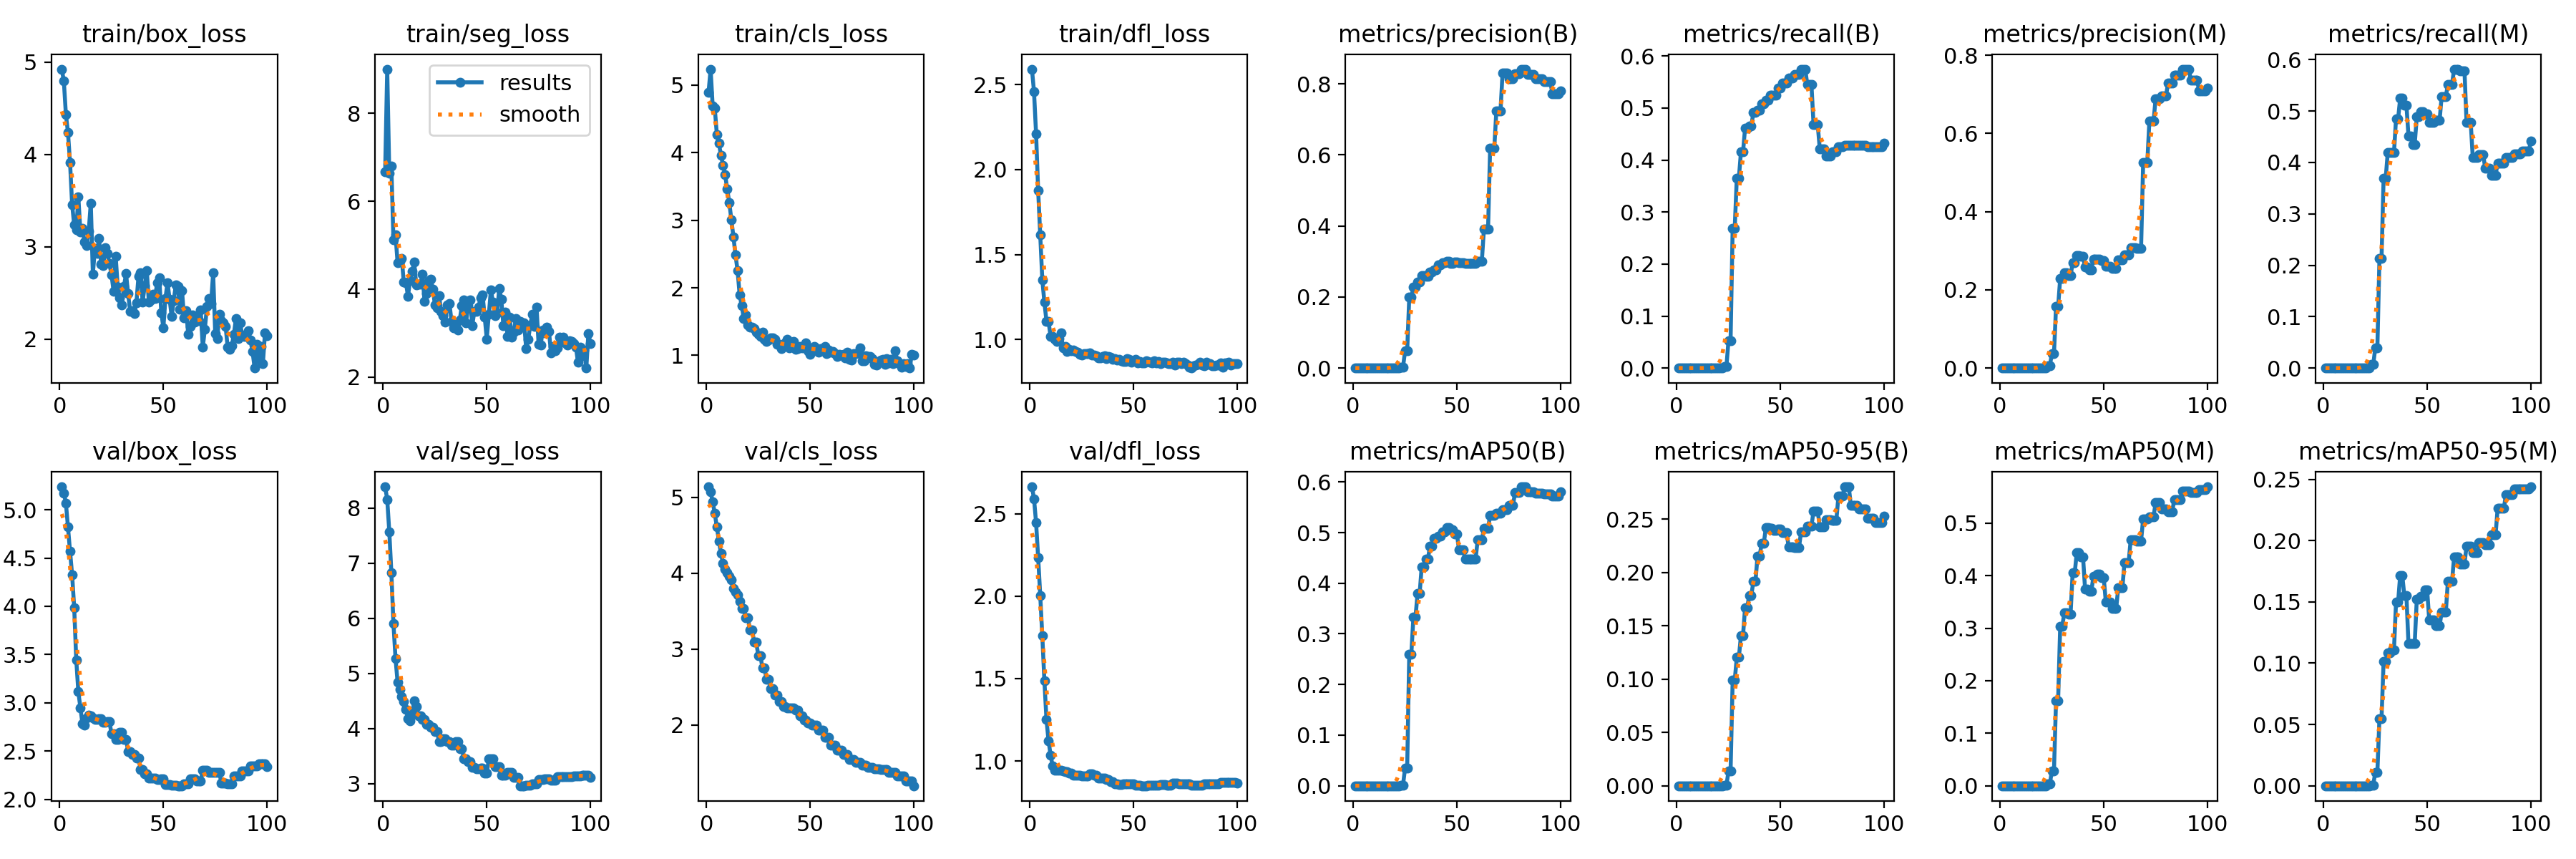 train/box_loss
train/seg_loss
train/cls_loss
train/dfl_loss
metrics/precision(B)
metrics/recall(B)
metrics/precision(M)
metrics/recall(M)
5
4
3
2
0 50 100
results
smooth
8
6
4
2
0 50 100
5
4
3
2
1
0 50 100
2.5
2.0
1.5
1.0
0 50 100
0.8
0.6
0.4
0.2
0.0
0 50 100
0.6
0.5
0.4
0.3
0.2
0.1
0.0
0 50 100
0.8
0.6
0.4
0.2
0.0
0 50 100
0.6
0.5
0.4
0.3
0.2
0.1
0.0
0 50 100
val/box_loss
val/seg_loss
val/cls_loss
val/dfl_loss
metrics/mAP50(B)
metrics/mAP50-95(B)
metrics/mAP50(M)
metrics/mAP50-95(M)
5.0
4.5
4.0
3.5
3.0
2.5
2.0
0 50 100
8
7
6
5
4
3
0 50 100
5
4
3
2
0 50 100
2.5
2.0
1.5
1.0
0 50 100
0.6
0.5
0.4
0.3
0.2
0.1
0.0
0 50 100
0.25
0.20
0.15
0.10
0.05
0.00
0 50 100
0.5
0.4
0.3
0.2
0.1
0.0
0 50 100
0.25
0.20
0.15
0.10
0.05
0.00
0 50 100